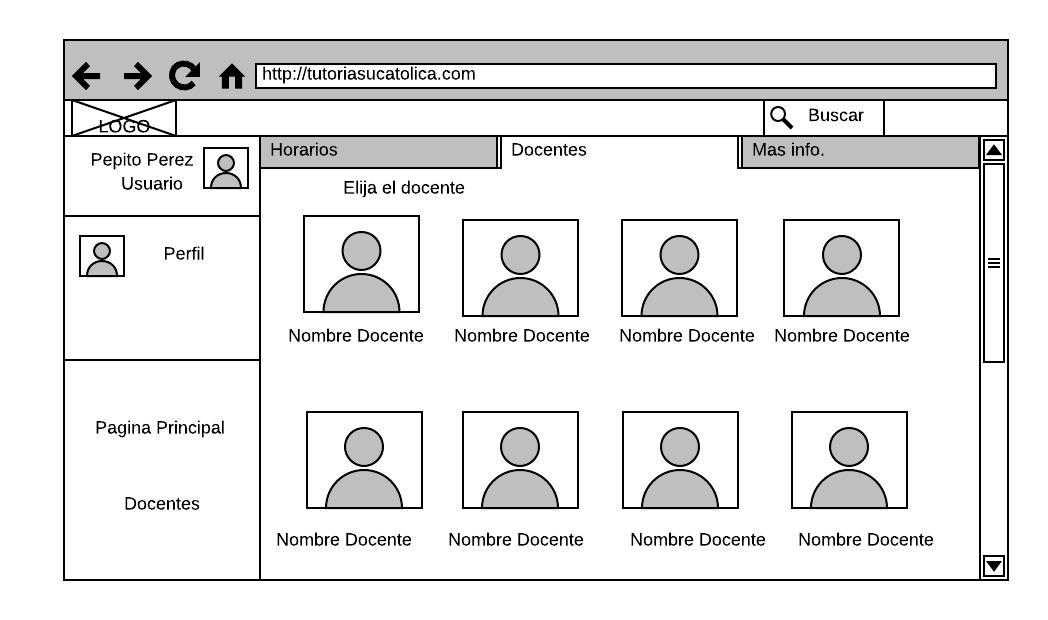 http://tutoriasucatolica.com
LOGO
Buscar
Pepito Perez
Usuario
Horarios
Docentes
Mas info.
Elija el docente
Perfil
Nombre Docente
Nombre Docente
Nombre Docente
Nombre Docente
Pagina Principal
Docentes
Nombre Docente
Nombre Docente
Nombre Docente
Nombre Docente